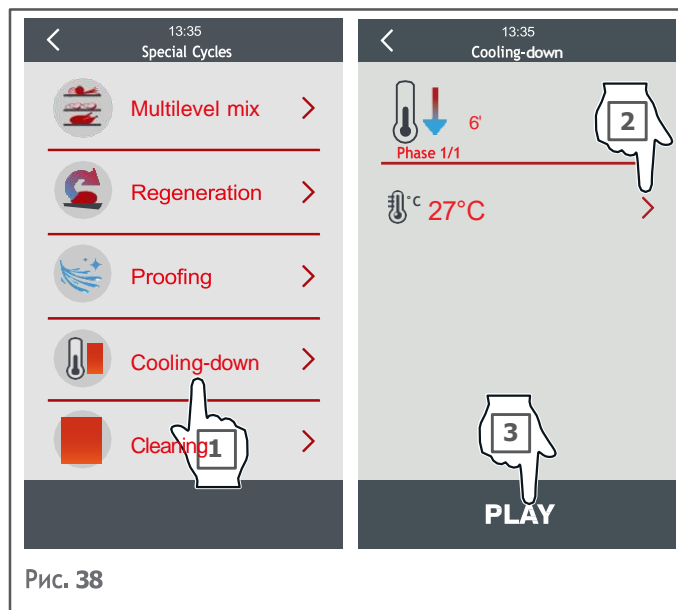 13:35
Special Cycles
Multilevel mix
Regeneration
Proofing
Cooling-down
Cleaning
1
13:35
Cooling-down
6'
Phase 1/1
2
°C 27°C
3
PLAY
Рис. 38